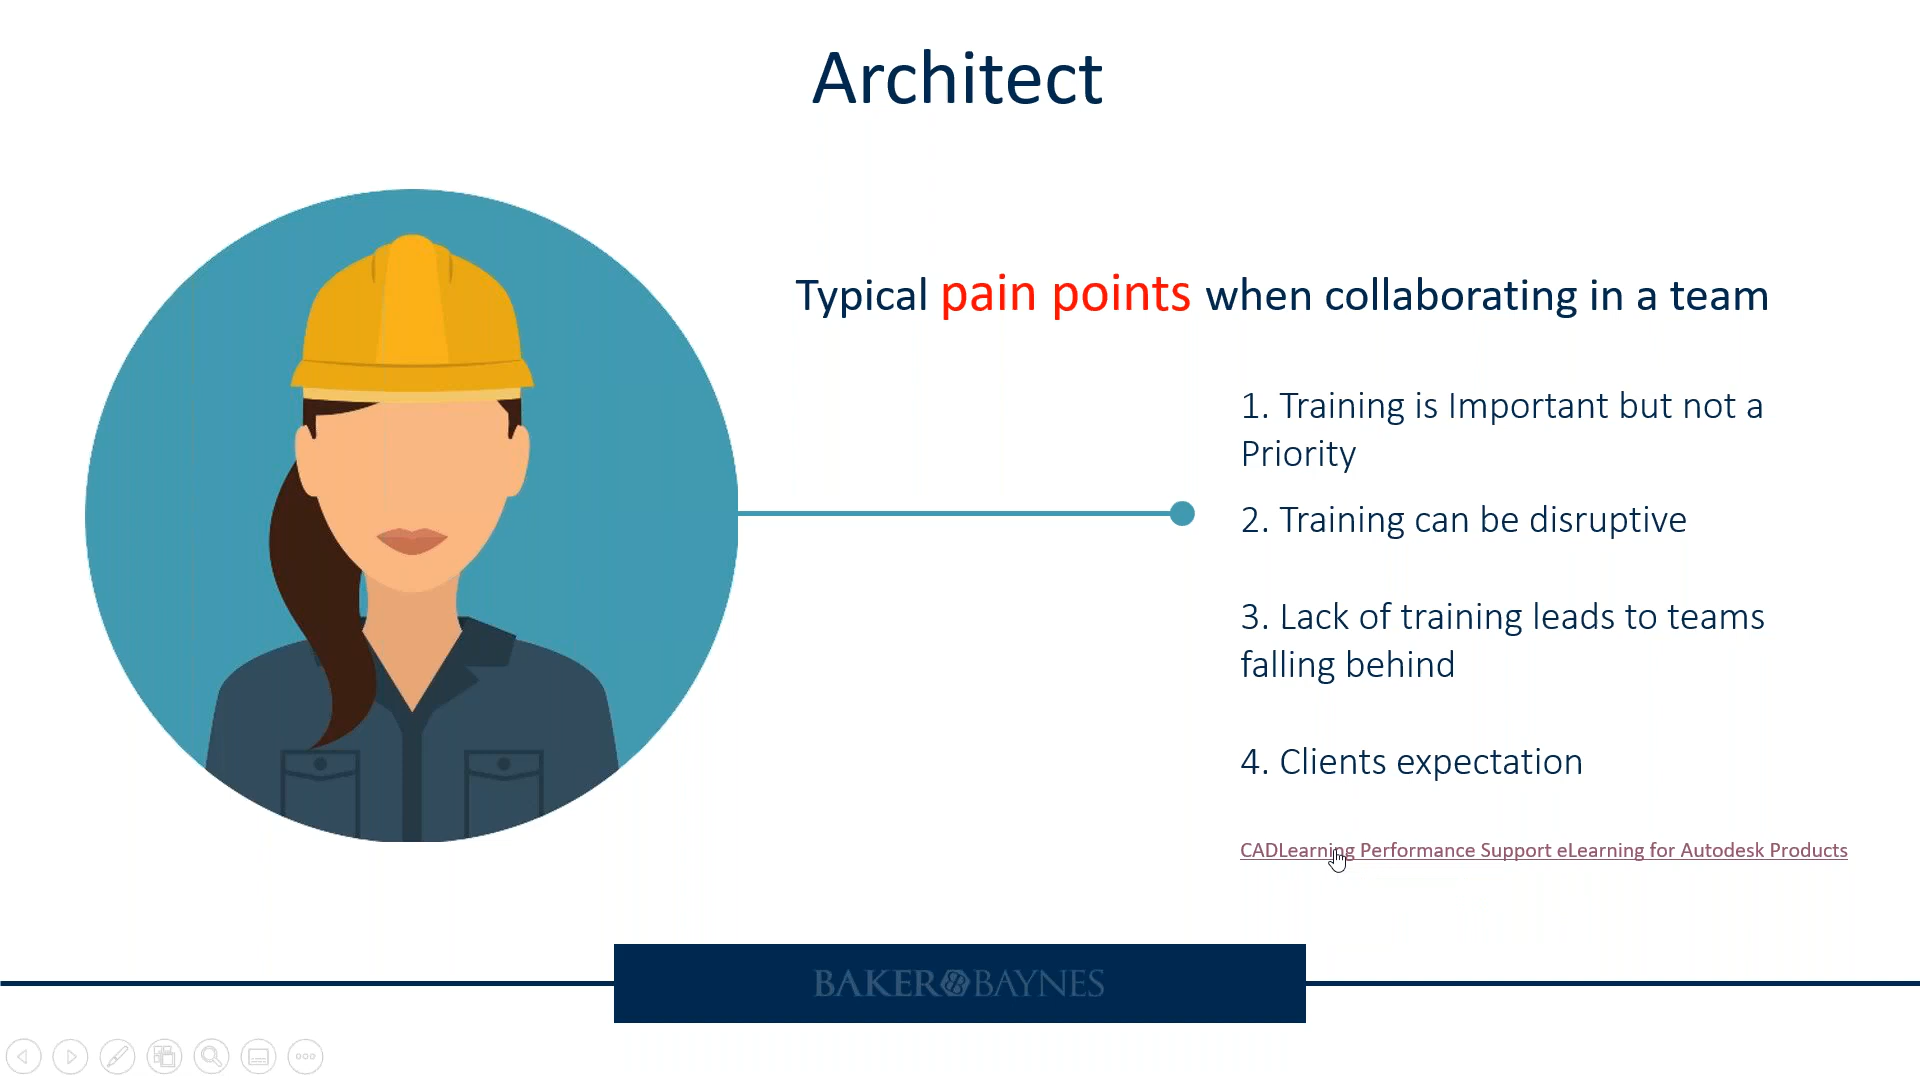 Architect
Typical pain points when collaborating in a team
1. Training is Important but not a
Priority
2. Training can be disruptive
3. Lack of training leads to teams
falling behind
4. Clients expectation
CADLearning Performance Support eLearning for Autodesk Products
BAKER BAYNES